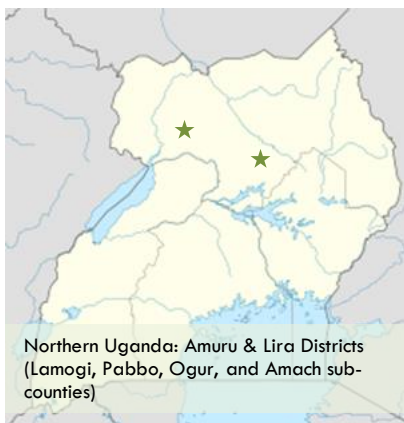 Northern Uganda: Amuru & Lira Districts
(Lamogi, Pabbo, Ogur, and Amach sub-
counties)